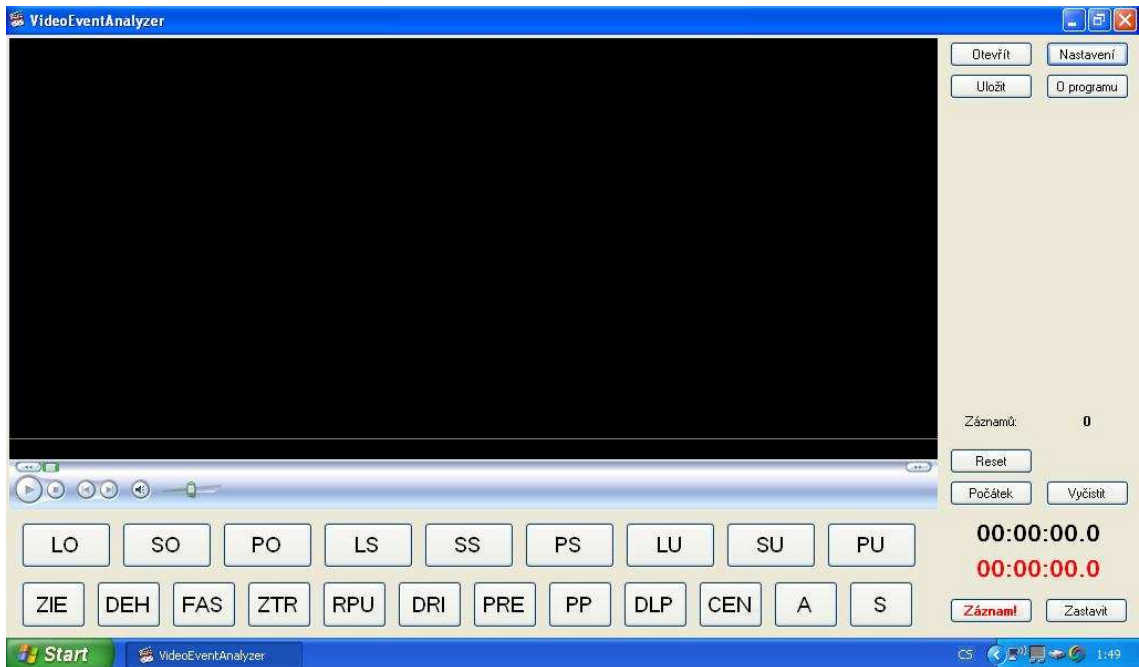 VideoEventAnalyzer
Otevřít Nastavení
Uložit O programu
Záznamů: 0
Reset
Počátek Vyčistit
LO SO PO LS SS PS LU SU PU
00:00:00.0
00:00:00.0
ZIE DEH FAS ZTR RPU DRI PRE PP DLP CEN A S
Záznam! Zastavit
Start VideoEventAnalyzer CS 1:49